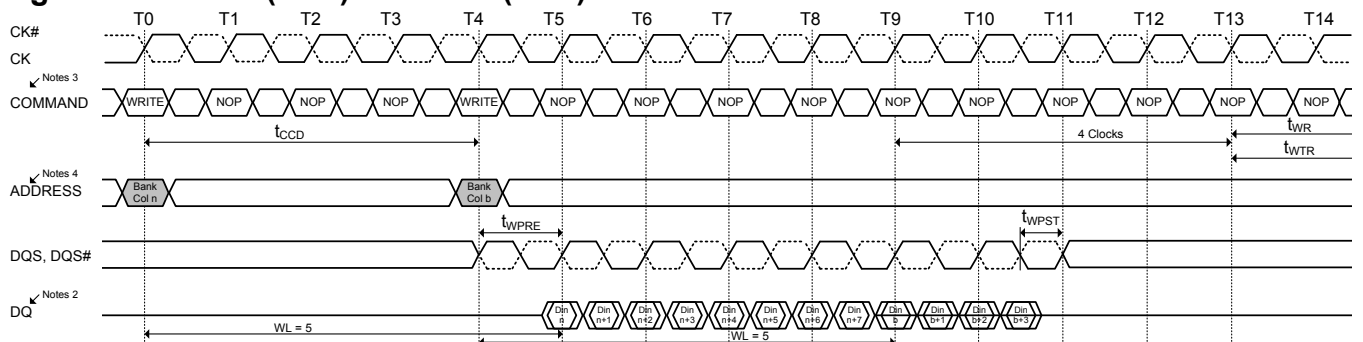 T0 T1 T2 T3 T4 T5 T6 T7 T8 T9 T10 T11 T12 T13 T14
CK#
CK
Notes 3
COMMAND WRITE NOP NOP NOP WRITE NOP NOP NOP NOP NOP NOP NOP NOP NOP NOP
tCCD 4 Clocks tWR
tWTR
Notes 4
ADDRESS Bank Col n Bank Col b
tWPRE tWPST
DQS, DQS#
Notes 2
DQ Din n Din n+1 Din n+2 Din n+3 Din n+4 Din n+5 Din n+6 Din n+7 Din b Din b+1 Din b+2 Din b+3
WL = 5 WL = 5